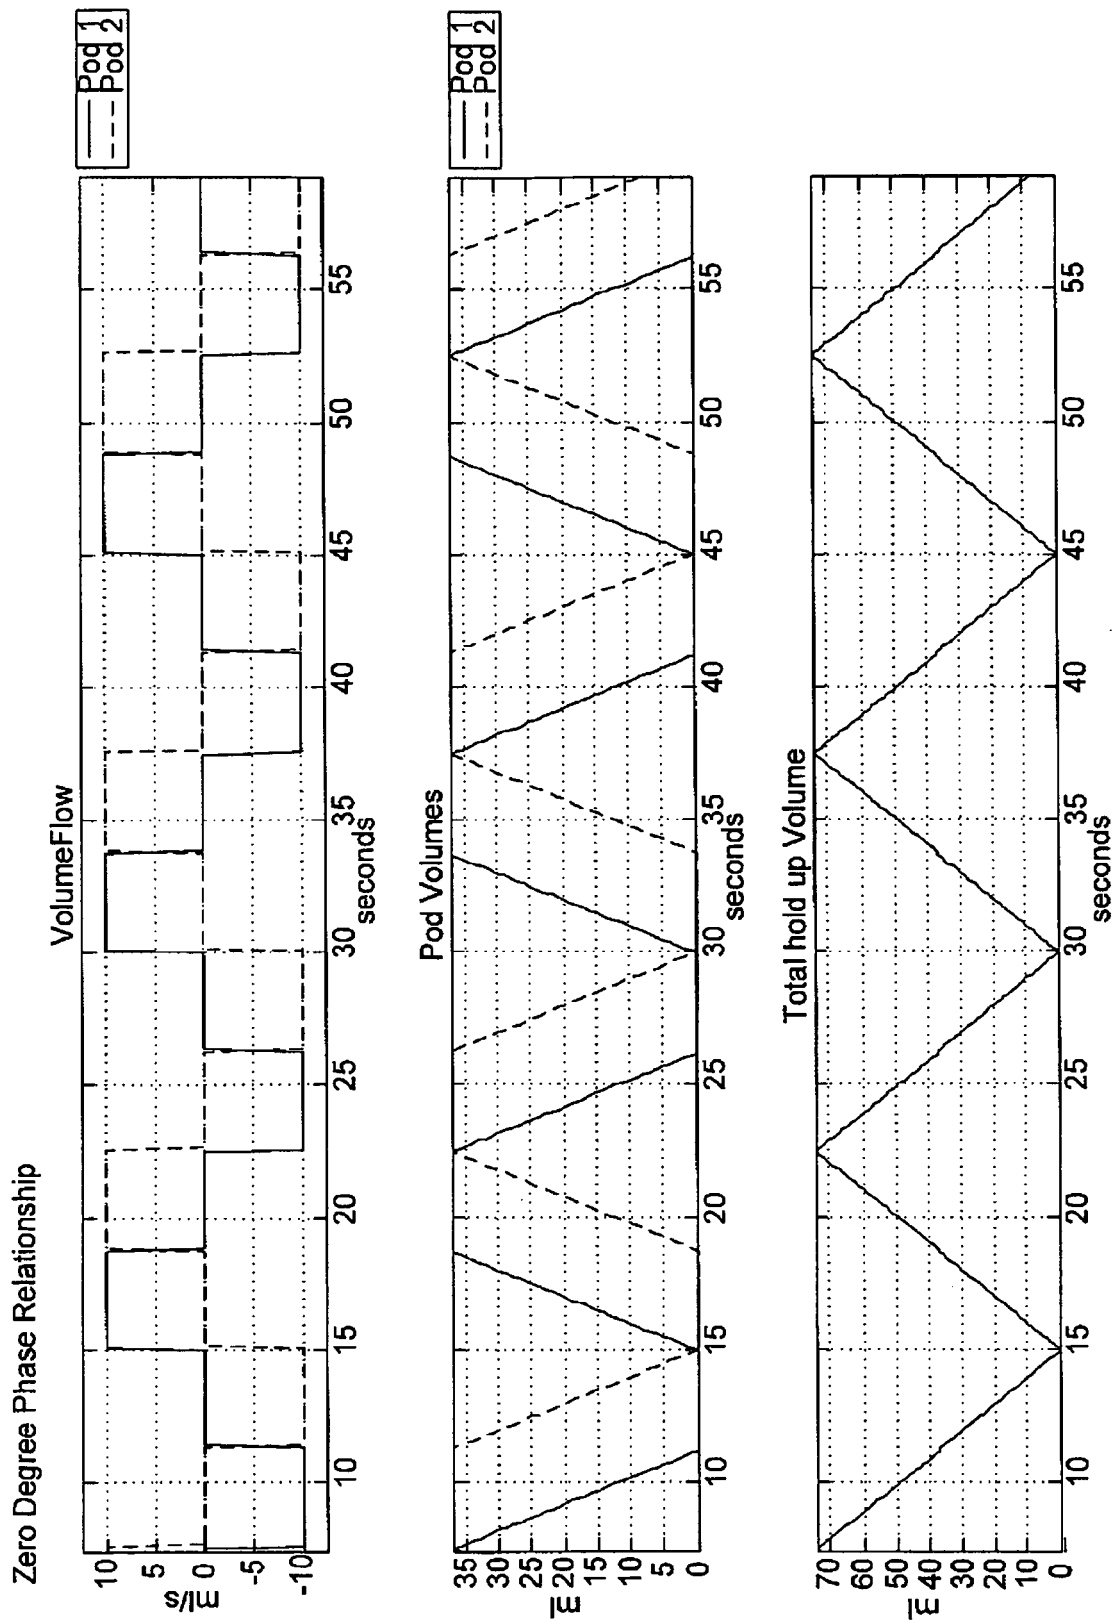 Zero Degree Phase Relationship
VolumeFlow
Pod 1
Pod 2
10
5
0
-5
-10
ml/s
10 15 20 25 30 35 40 45 50 55
seconds
Pod Volumes
Pod 1
Pod 2
35
30
25
20
15
10
5
0
ml
10 15 20 25 30 35 40 45 50 55
seconds
Total hold up Volume
70
60
50
40
30
20
10
0
ml
10 15 20 25 30 35 40 45 50 55
seconds